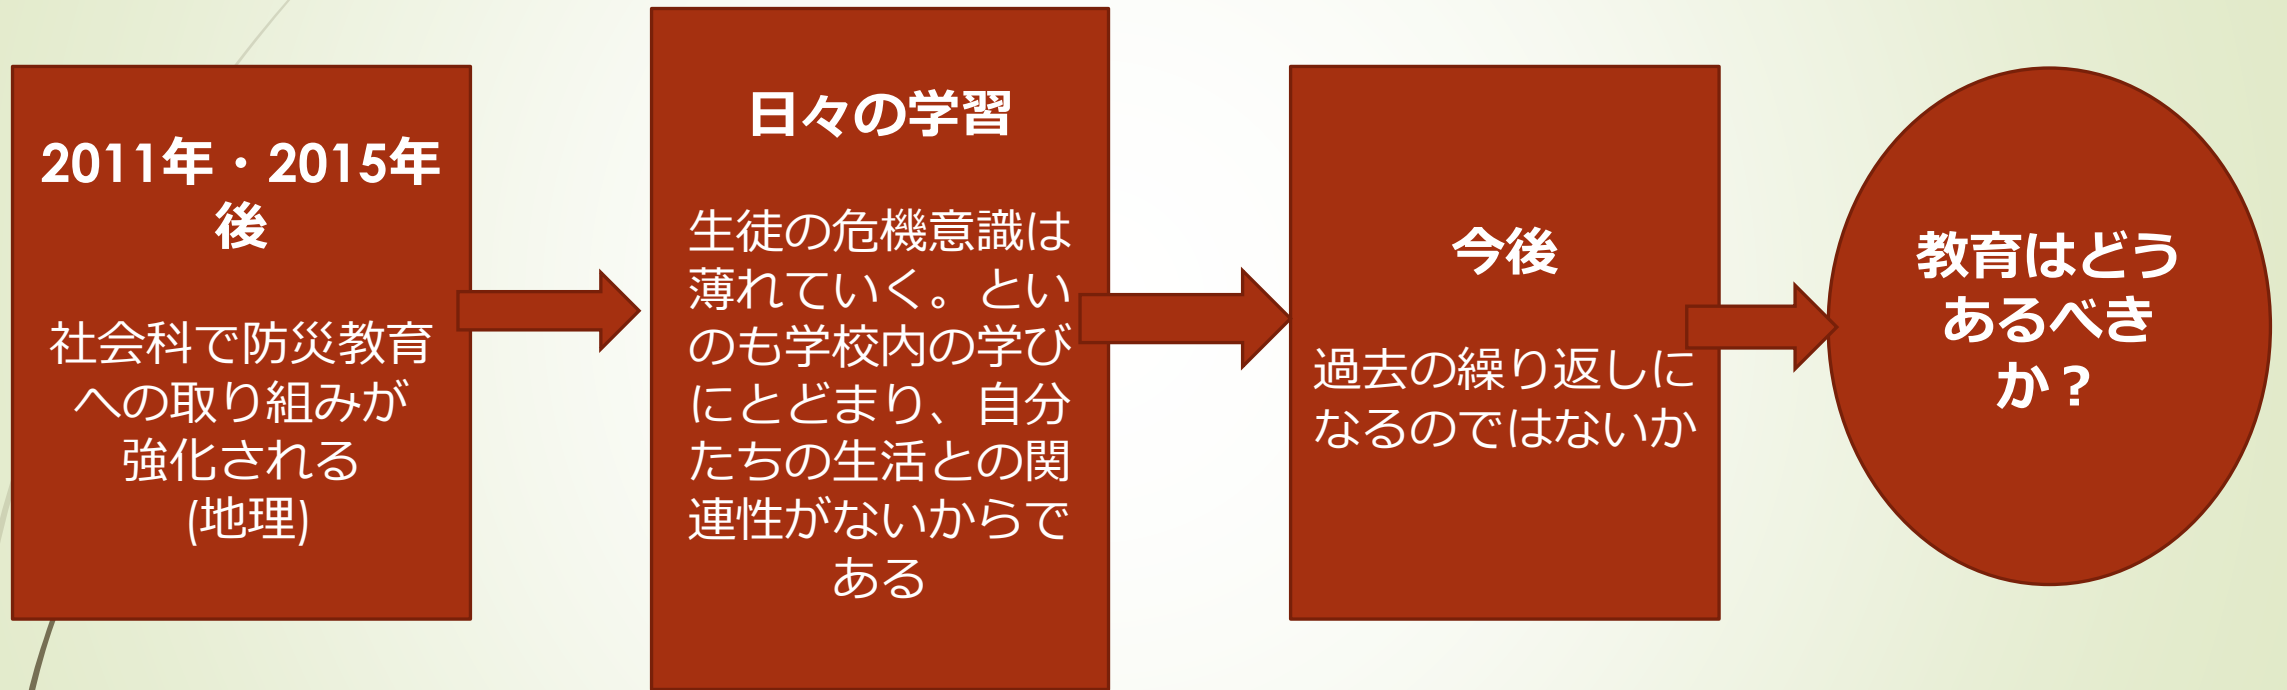 2011年・2015年
後
社会科で防災教育
への取り組みが
強化される
(地理)
日々の学習
生徒の危機意識は
薄れていく。とい
のも学校内の学び
にとどまり、自分
たちの生活との関
連性がないからで
ある
今後
過去の繰り返しに
なるのではないか
教育はどう
あるべき
か？